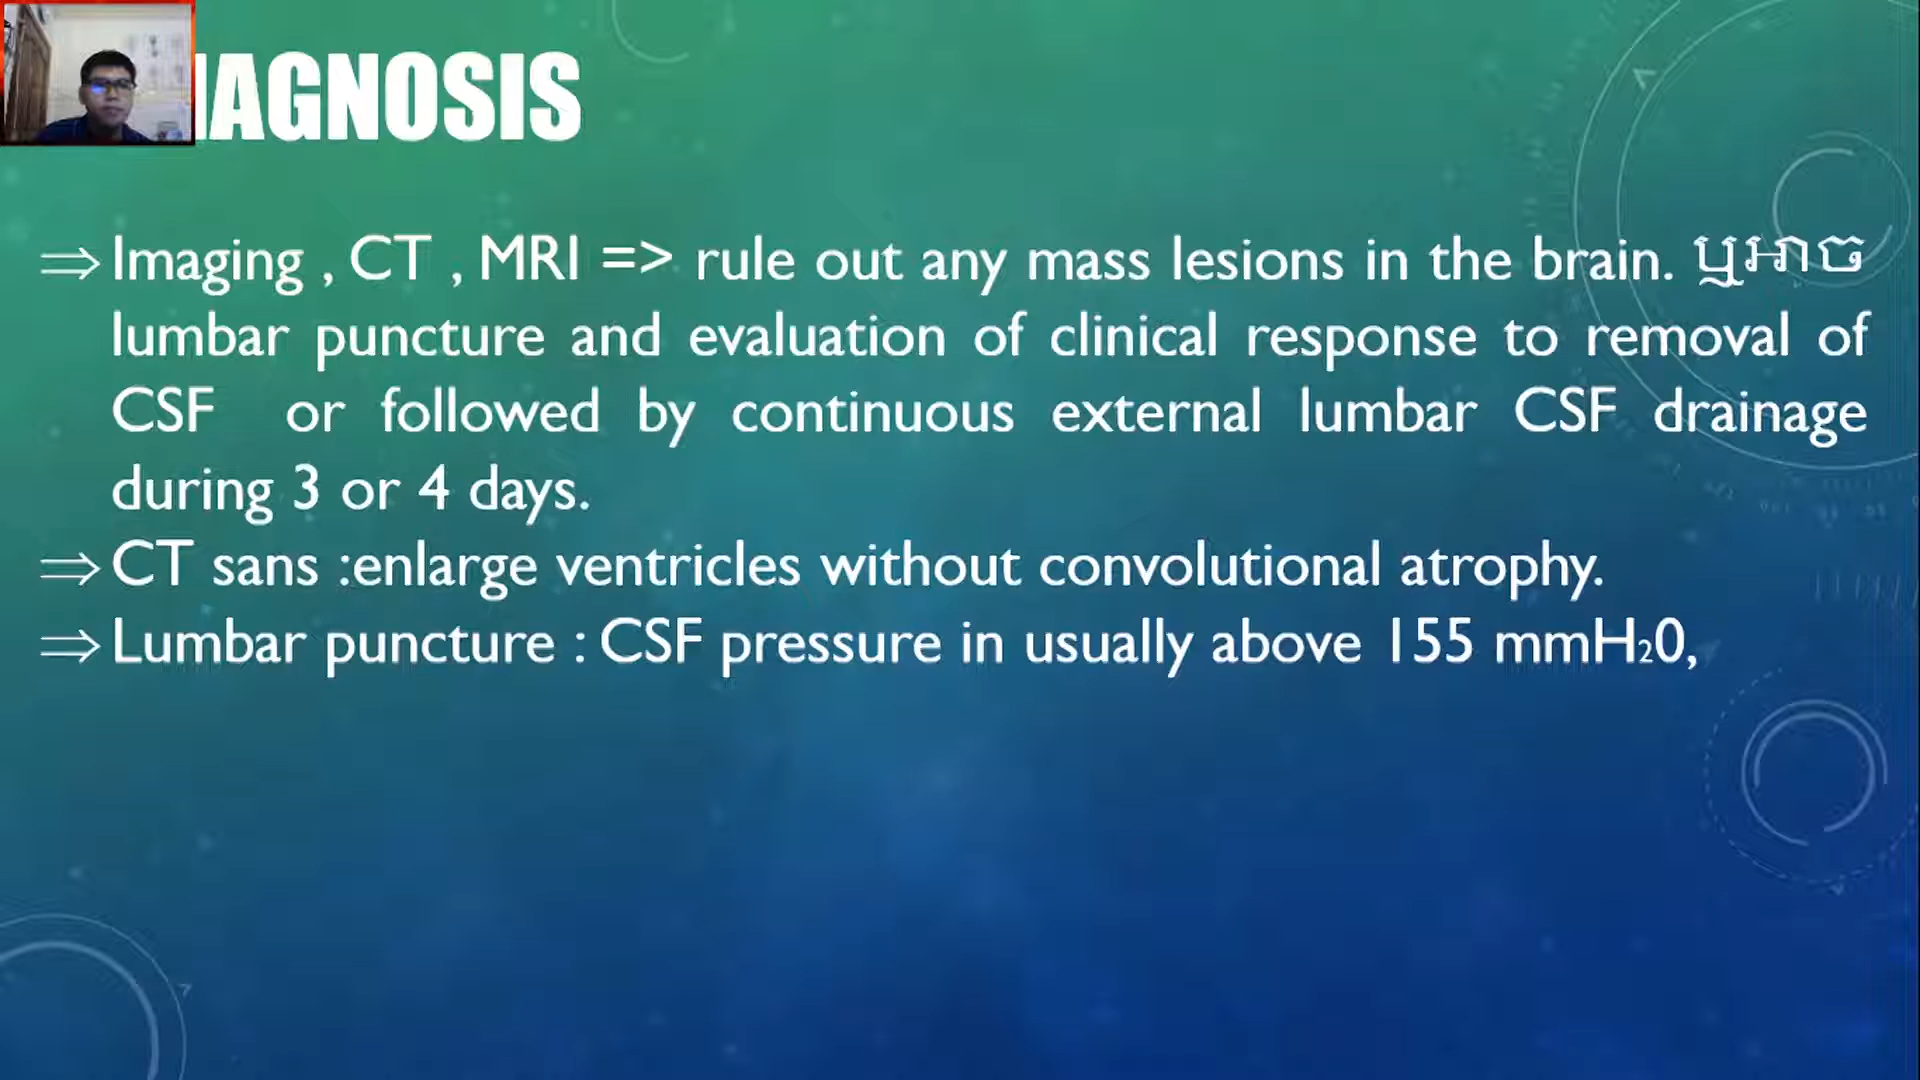 IAGNOSIS
⇒ Imaging , CT , MRI => rule out any mass lesions in the brain. ឬអាច
lumbar puncture and evaluation of clinical response to removal of
CSF or followed by continuous external lumbar CSF drainage
during 3 or 4 days.
⇒ CT sans :enlarge ventricles without convolutional atrophy.
⇒ Lumbar puncture : CSF pressure in usually above 155 mmH₂0,